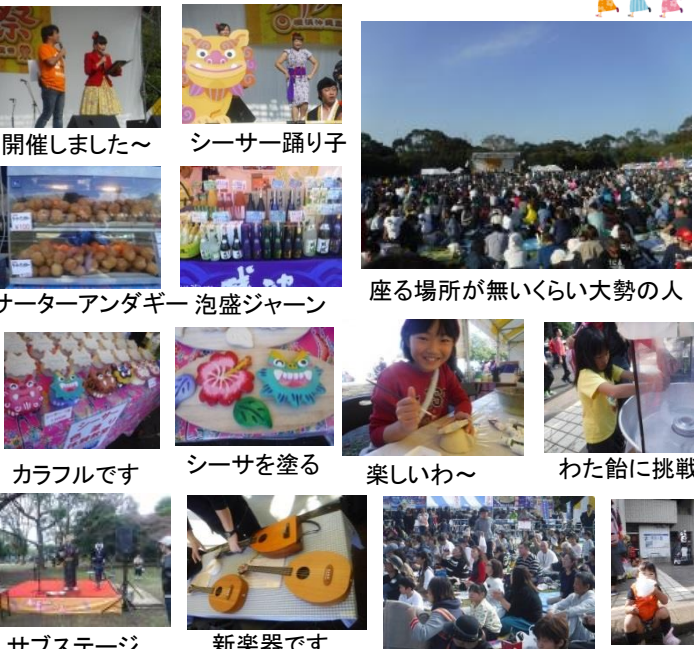 開催しました～
シーサー踊り子
サーターアンダギー
泡盛ジャーン
座る場所が無いくらい大勢の人
カラフルです
シーサを塗る
楽しいわ～
わた飴に挑戦
サブステージ
新楽器です